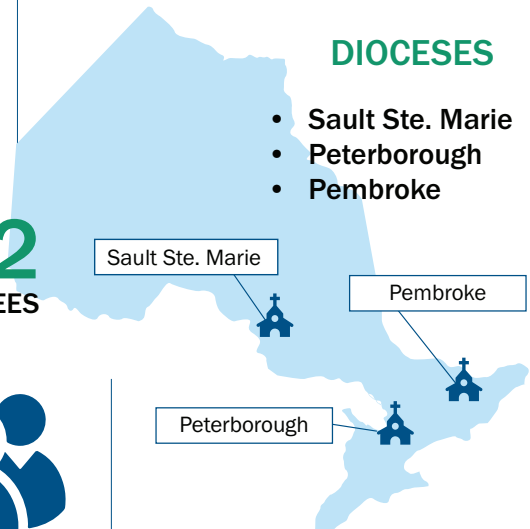 DIOCESES
• Sault Ste. Marie
• Peterborough
• Pembroke
2
EES
Sault Ste. Marie
Pembroke
Peterborough